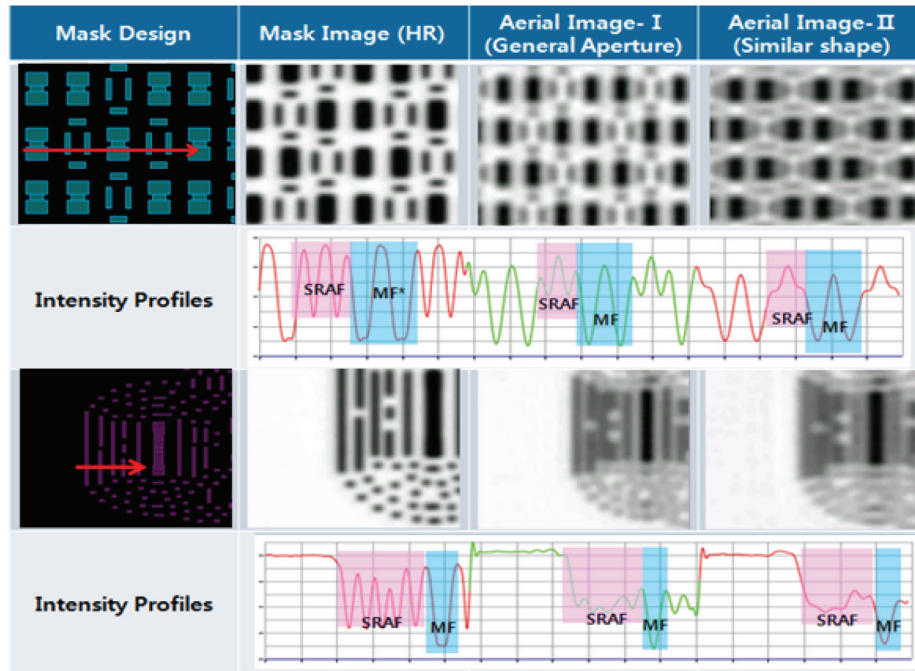 Mask Design
Mask Image (HR)
Aerial Image- I
(General Aperture)
Aerial Image-Ⅱ
(Similar shape)
Intensity Profiles
SRAF
MF*
SRAF
MF
SRAF
MF
Intensity Profiles
SRAF
MF
SRAF
MF
SRAF
MF